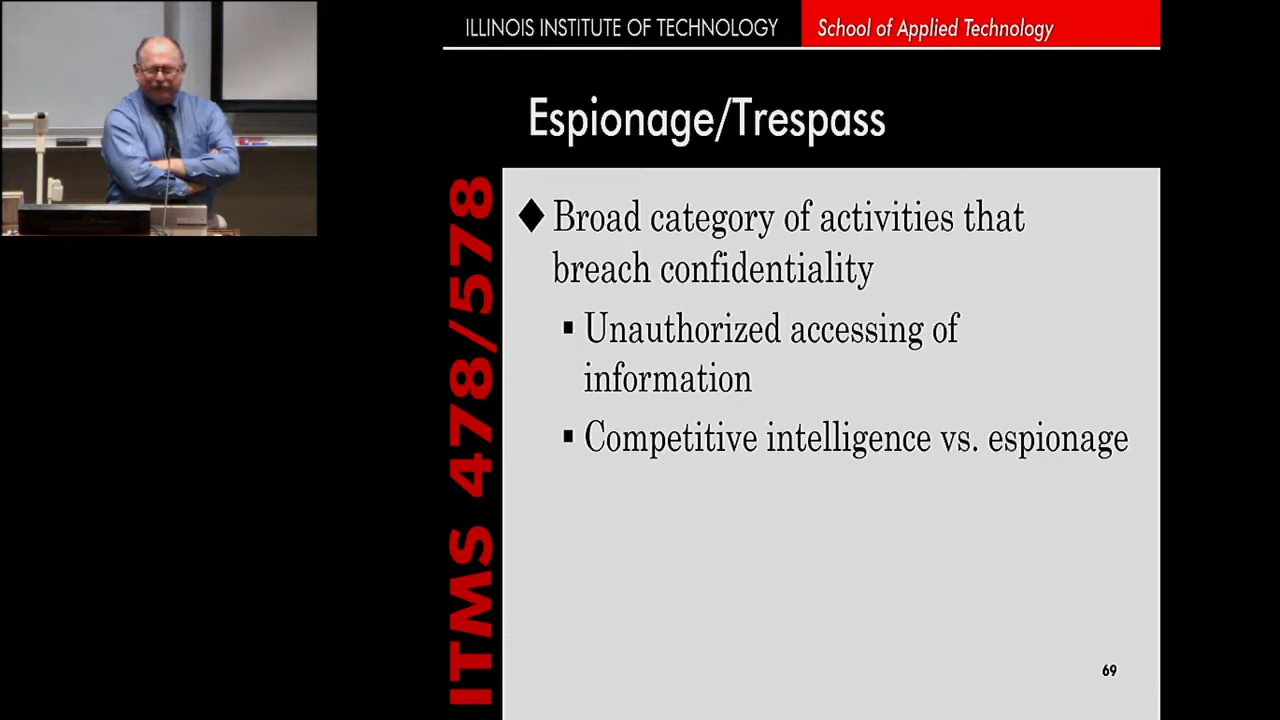 ILLINOIS INSTITUTE OF TECHNOLOGY School of Applied Technology
Espionage/Trespass
ITMS 478/578
♦ Broad category of activities that
breach confidentiality
▪ Unauthorized accessing of
information
▪ Competitive intelligence vs. espionage
69